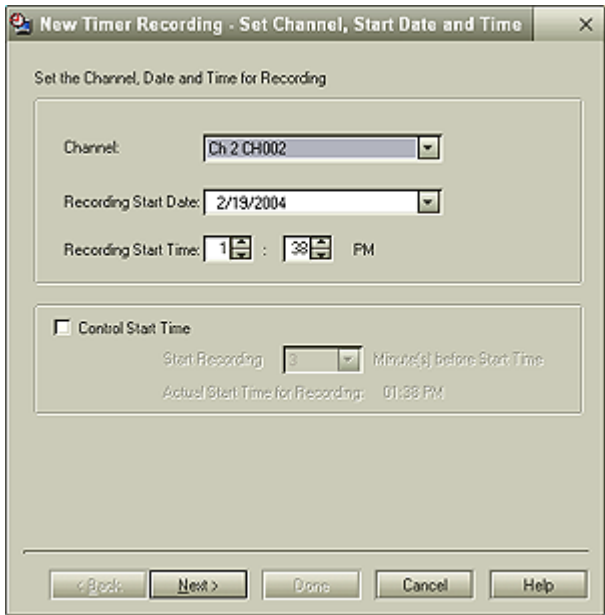 New Timer Recording - Set Channel, Start Date and Time
Set the Channel, Date and Time for Recording
Channel: Ch 2 CH002
Recording Start Date: 2/19/2004
Recording Start Time: 1 : 38 PM
Control Start Time
Start Recording 3 Minute(s) before Start Time
Actual Start Time for Recording: 01:38 PM
< Back Next > Done Cancel Help